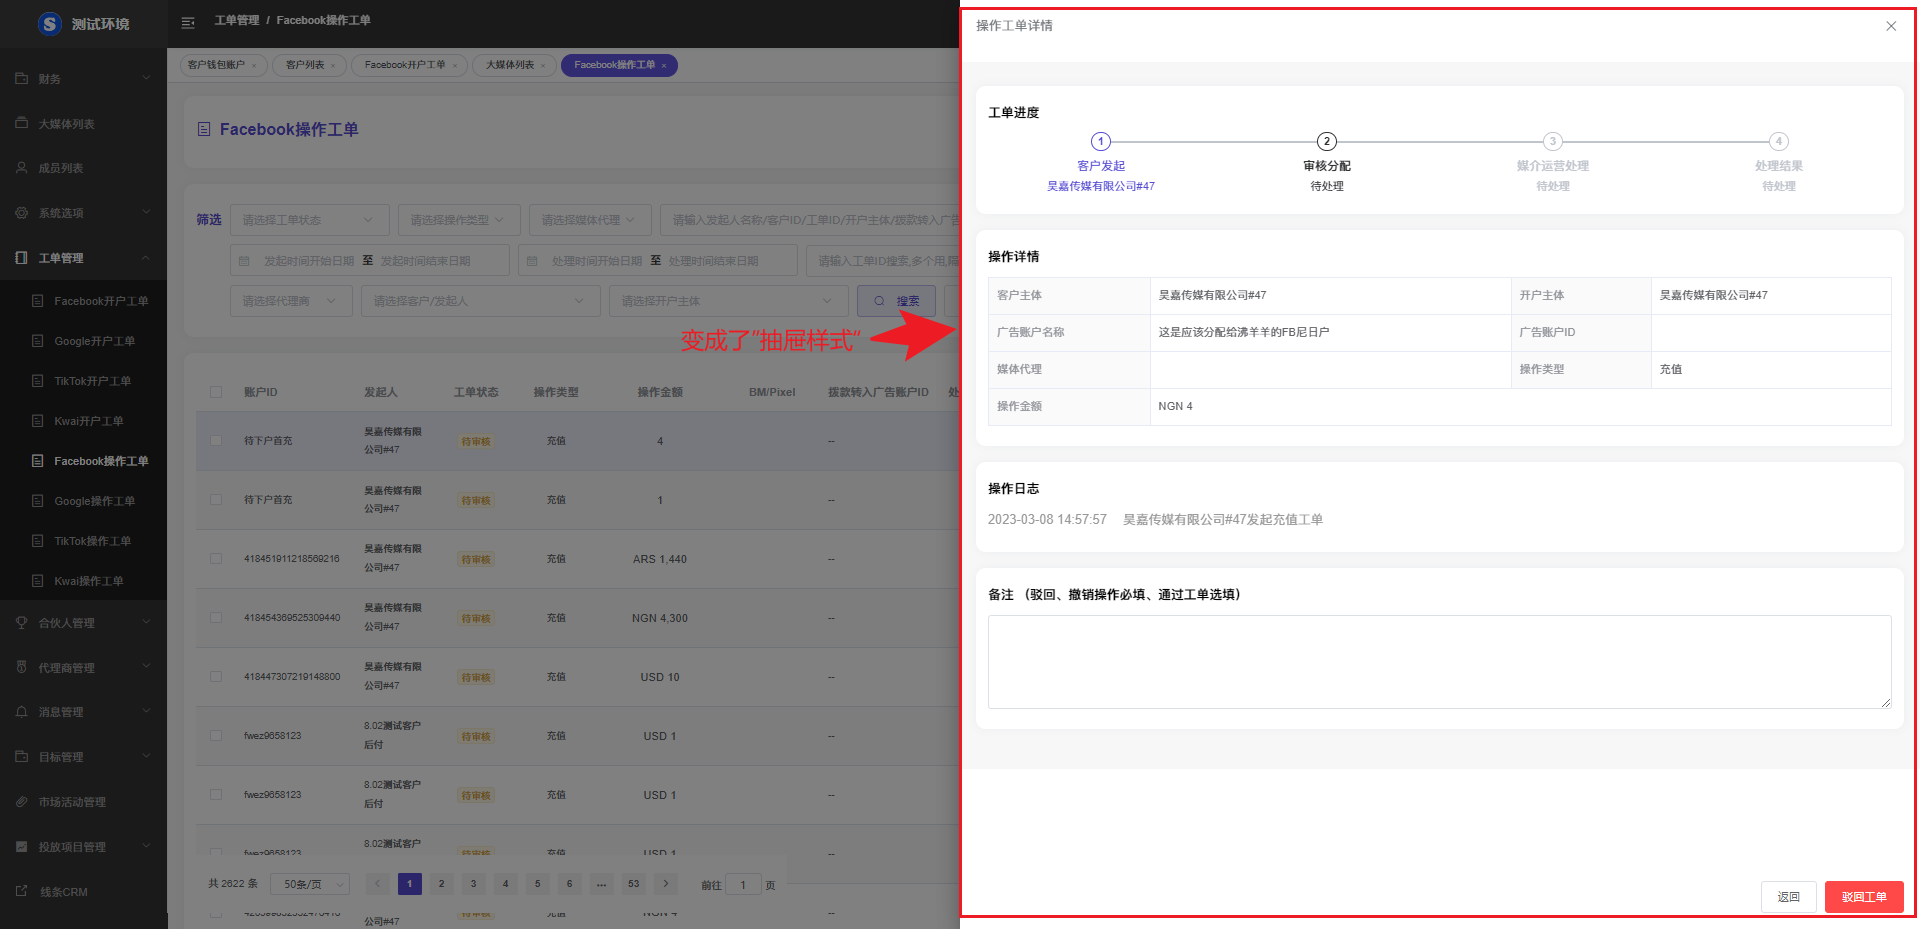 测试环境
工单管理 / Facebook操作工单
财务
大媒体列表
成员列表
系统选项
工单管理
Facebook开户工单
Google开户工单
TikTok开户工单
Kwai开户工单
Facebook操作工单
Google操作工单
TikTok操作工单
Kwai操作工单
合伙人管理
代理商管理
消息管理
目标管理
市场活动管理
投放项目管理
线条CRM
客户钱包账户 ×
客户列表 ×
Facebook开户工单 ×
大媒体列表 ×
Facebook操作工单 ×
Facebook操作工单
筛选
请选择工单状态
请选择操作类型
请选择媒体代理
请输入发起人名称/客户ID/工单ID/开户主体/拨款转入广告
发起时间开始日期 至 发起时间结束日期
处理时间开始日期 至 处理时间结束日期
请输入工单ID搜索,多个用,隔
请选择代理商
请选择客户/发起人
请选择开户主体
搜索
变成了“抽屉样式”
账户ID 发起人 工单状态 操作类型 操作金额 BM/Pixel 拨款转入广告账户ID 处
待下户首充 昊嘉传媒有限公司#47 待审核 充值 4 --
待下户首充 昊嘉传媒有限公司#47 待审核 充值 1 --
418451911218569216 昊嘉传媒有限公司#47 待审核 充值 ARS 1,440 --
418454369525309440 昊嘉传媒有限公司#47 待审核 充值 NGN 4,300 --
418447307219148800 昊嘉传媒有限公司#47 待审核 充值 USD 10 --
fwez9658123 8.02测试客户后付 待审核 充值 USD 1 --
fwez9658123 8.02测试客户后付 待审核 充值 USD 1 --
fwez9658123 8.02测试客户 待审核 充值 USD 1 --
共 2622 条 50条/页 1 2 3 4 5 6 ... 53 前往 1 页
公司#47 待审核 NGN 4 --
操作工单详情
工单进度
1 2 3 4
客户发起 审核分配 媒介运营处理 处理结果
昊嘉传媒有限公司#47 待处理 待处理 待处理
操作详情
客户主体 昊嘉传媒有限公司#47 开户主体 昊嘉传媒有限公司#47
广告账户名称 这是应该分配给沸羊羊的FB尼日户 广告账户ID
媒体代理 操作类型 充值
操作金额 NGN 4
操作日志
2023-03-08 14:57:57 昊嘉传媒有限公司#47发起充值工单
备注 （驳回、撤销操作必填、通过工单选填）
返回
驳回工单